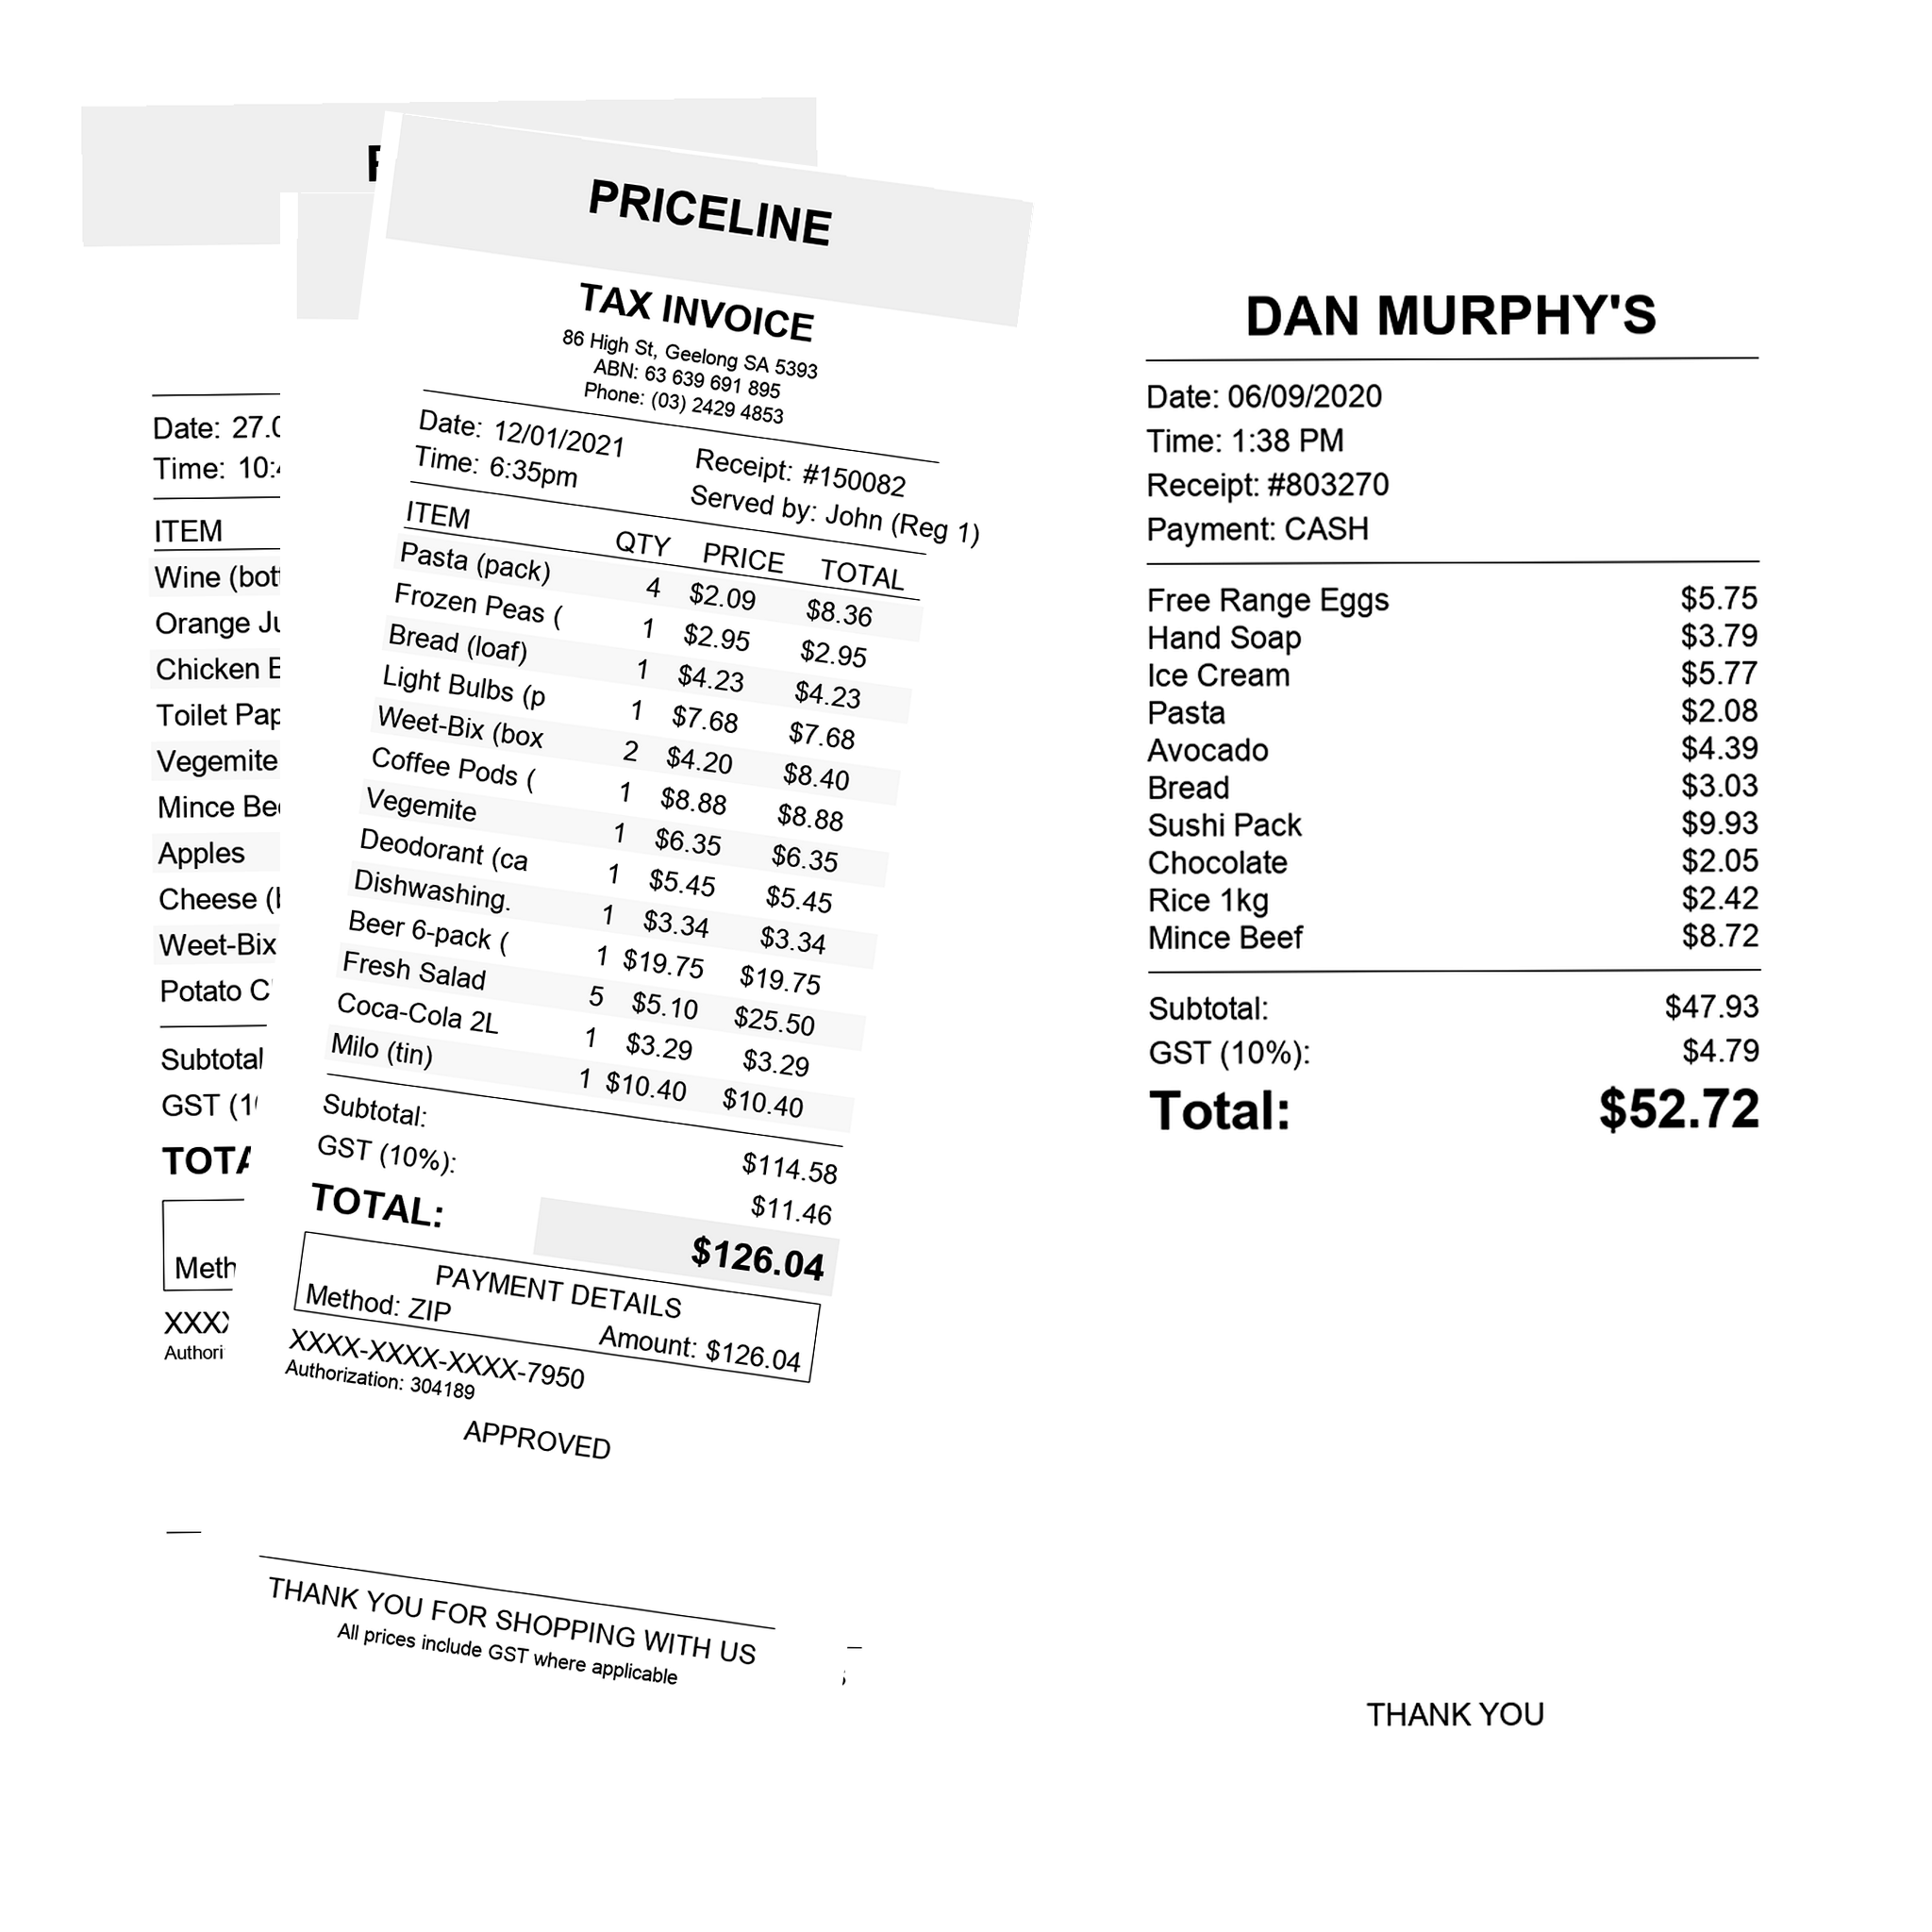 Date:
Time:
ITEM
Wine
Orange
Chicken
Toilet
Vegemite
Mince
Apples
Cheese
Weet-Bix
Potato
Subtotal
GST
PRICELINE
TAX INVOICE
86 High St, Geelong SA 5393
ABN: 63 639 691 895
Phone: (03) 2429 4853
Date: 12/01/2021 Receipt: #150082
Time: 6:35pm Served by: John (Reg 1)
ITEM QTY PRICE TOTAL
Pasta (pack) 4 $2.09 $8.36
Frozen Peas ( 1 $2.95 $2.95
Bread (loaf) 1 $4.23 $4.23
Light Bulbs (p 1 $7.68 $7.68
Weet-Bix (box 2 $4.20 $8.40
Coffee Pods ( 1 $8.88 $8.88
Vegemite 1 $6.35 $6.35
Deodorant (ca 1 $5.45 $5.45
Dishwashing. 1 $3.34 $3.34
Beer 6-pack ( 1 $19.75 $19.75
Fresh Salad 5 $5.10 $25.50
Coca-Cola 2L 1 $3.29 $3.29
Milo (tin) 1 $10.40 $10.40
Subtotal: $114.58
GST (10%): $11.46
TOTAL: $126.04
PAYMENT DETAILS
Method: ZIP Amount: $126.04
XXXX-XXXX-XXXX-7950
Authorization: 304189
APPROVED
THANK YOU FOR SHOPPING WITH US
All prices include GST where applicable
DAN MURPHY'S
Date: 06/09/2020
Time: 1:38 PM
Receipt: #803270
Payment: CASH
Free Range Eggs $5.75
Hand Soap $3.79
Ice Cream $5.77
Pasta $2.08
Avocado $4.39
Bread $3.03
Sushi Pack $9.93
Chocolate $2.05
Rice 1kg $2.42
Mince Beef $8.72
Subtotal: $47.93
GST (10%): $4.79
Total: $52.72
THANK YOU